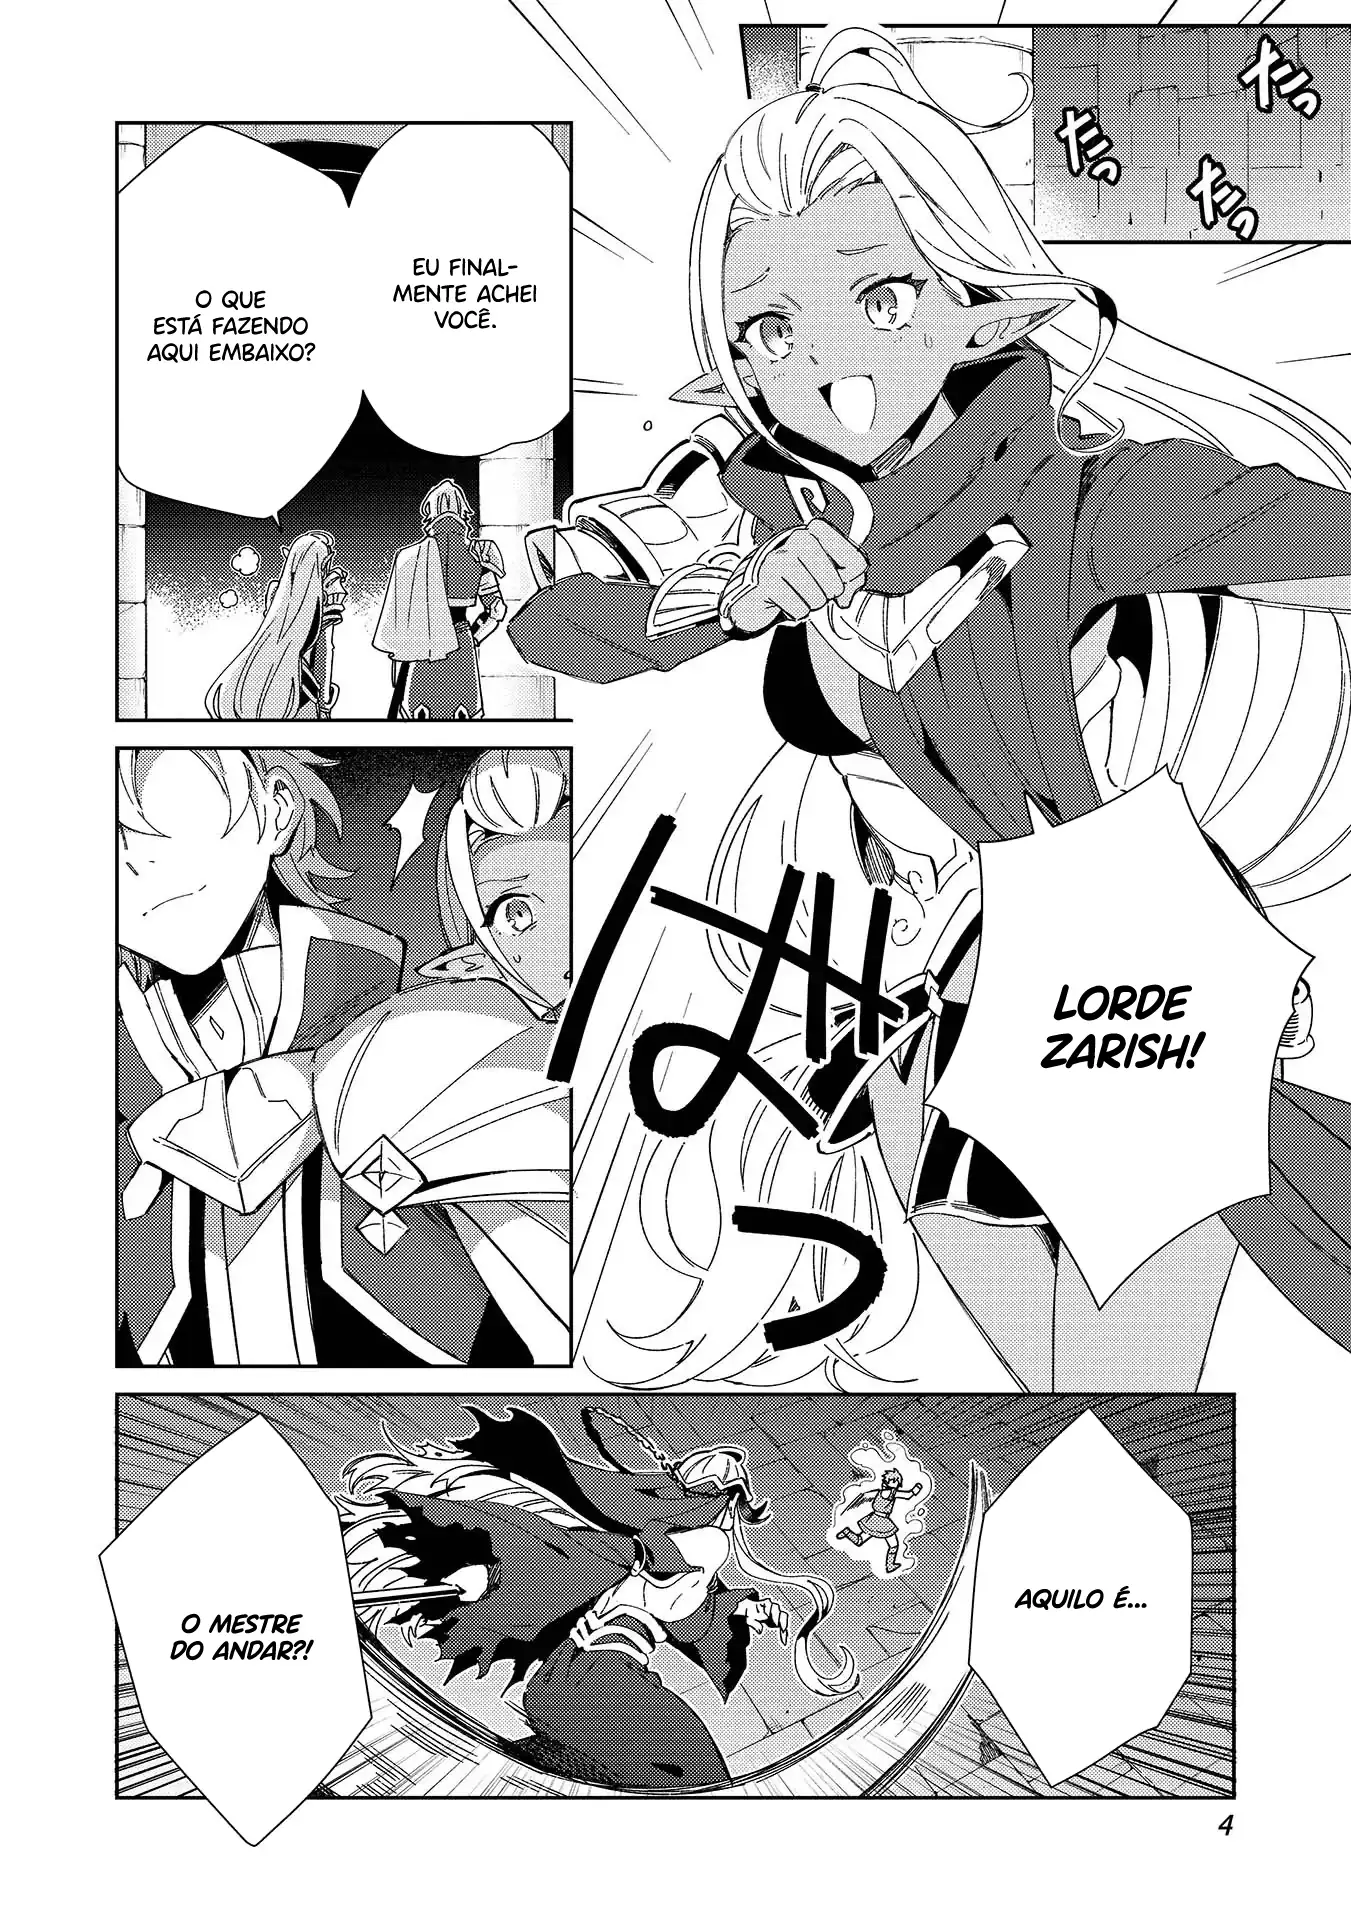 たっ
たっ
たっ
LORDE
ZARISH!
ばっ
EU FINAL-
MENTE ACHEI
VOCÊ.
O QUE
ESTÁ FAZENDO
AQUI EMBAIXO?
AQUILO É...
O MESTRE
DO ANDAR?!
4